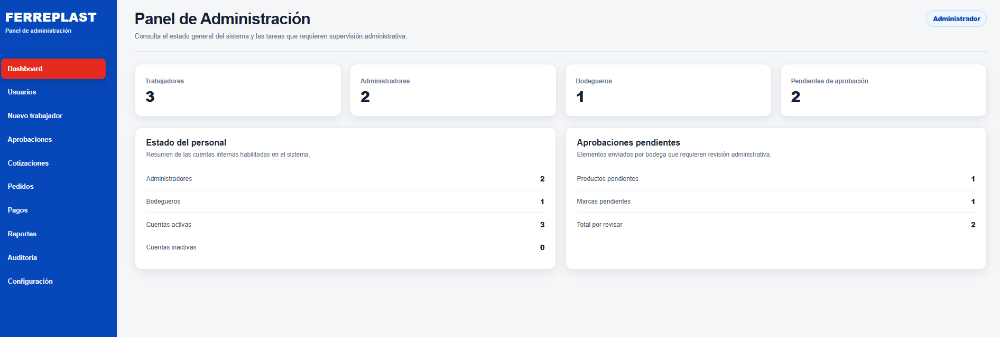 FERREPLAST
Panel de administración
Dashboard
Usuarios
Nuevo trabajador
Aprobaciones
Cotizaciones
Pedidos
Pagos
Reportes
Auditoría
Configuración
Panel de Administración
Consulta el estado general del sistema y las tareas que requieren supervisión administrativa.
Administrador
Trabajadores
3
Administradores
2
Bodegueros
1
Pendientes de aprobación
2
Estado del personal
Resumen de las cuentas internas habilitadas en el sistema.
Administradores 2
Bodegueros 1
Cuentas activas 3
Cuentas inactivas 0
Aprobaciones pendientes
Elementos enviados por bodega que requieren revisión administrativa.
Productos pendientes 1
Marcas pendientes 1
Total por revisar 2